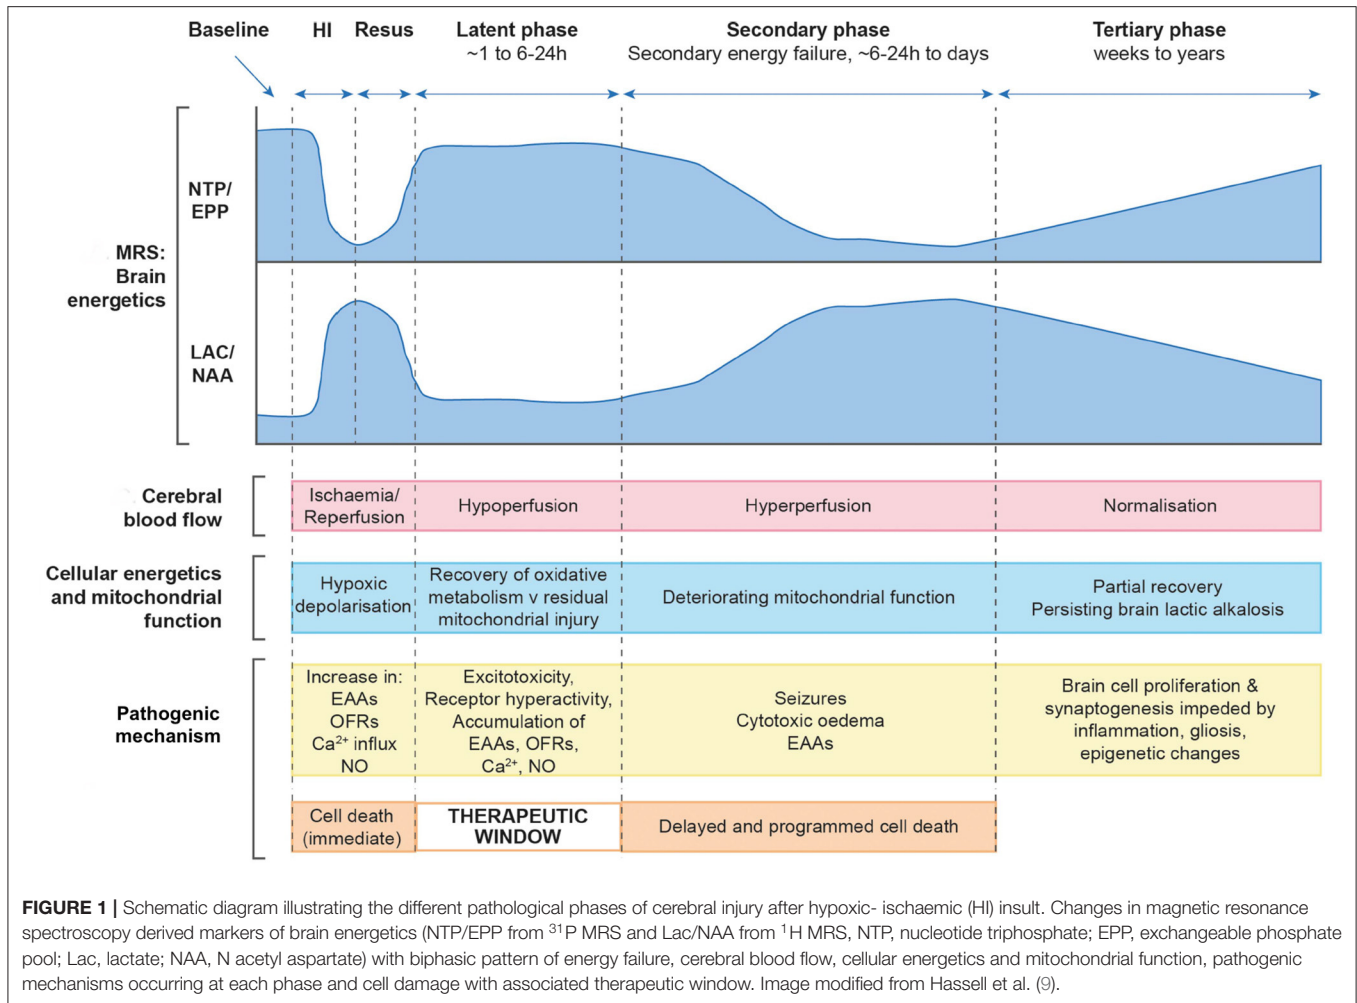 Baseline
HI
Resus
Latent phase
~1 to 6-24h
Secondary phase
Secondary energy failure, ~6-24h to days
Tertiary phase
weeks to years
NTP/
EPP
MRS:
Brain
energetics
LAC/
NAA
Cerebral
blood flow
Ischaemia/
Reperfusion
Hypoperfusion
Hyperperfusion
Normalisation
Cellular energetics
and mitochondrial
function
Hypoxic
depolarisation
Recovery of oxidative
metabolism v residual
mitochondrial injury
Deteriorating mitochondrial function
Partial recovery
Persisting brain lactic alkalosis
Pathogenic
mechanism
Increase in:
EAAs
OFRs
Ca²⁺ influx
NO
Excitotoxicity,
Receptor hyperactivity,
Accumulation of
EAAs, OFRs,
Ca²⁺, NO
Seizures
Cytotoxic oedema
EAAs
Brain cell proliferation &
synaptogenesis impeded by
inflammation, gliosis,
epigenetic changes
Cell death
(immediate)
THERAPEUTIC
WINDOW
Delayed and programmed cell death
FIGURE 1 | Schematic diagram illustrating the different pathological phases of cerebral injury after hypoxic- ischaemic (HI) insult. Changes in magnetic resonance
spectroscopy derived markers of brain energetics (NTP/EPP from ³¹P MRS and Lac/NAA from ¹H MRS, NTP, nucleotide triphosphate; EPP, exchangeable phosphate
pool; Lac, lactate; NAA, N acetyl aspartate) with biphasic pattern of energy failure, cerebral blood flow, cellular energetics and mitochondrial function, pathogenic
mechanisms occurring at each phase and cell damage with associated therapeutic window. Image modified from Hassell et al. (9).